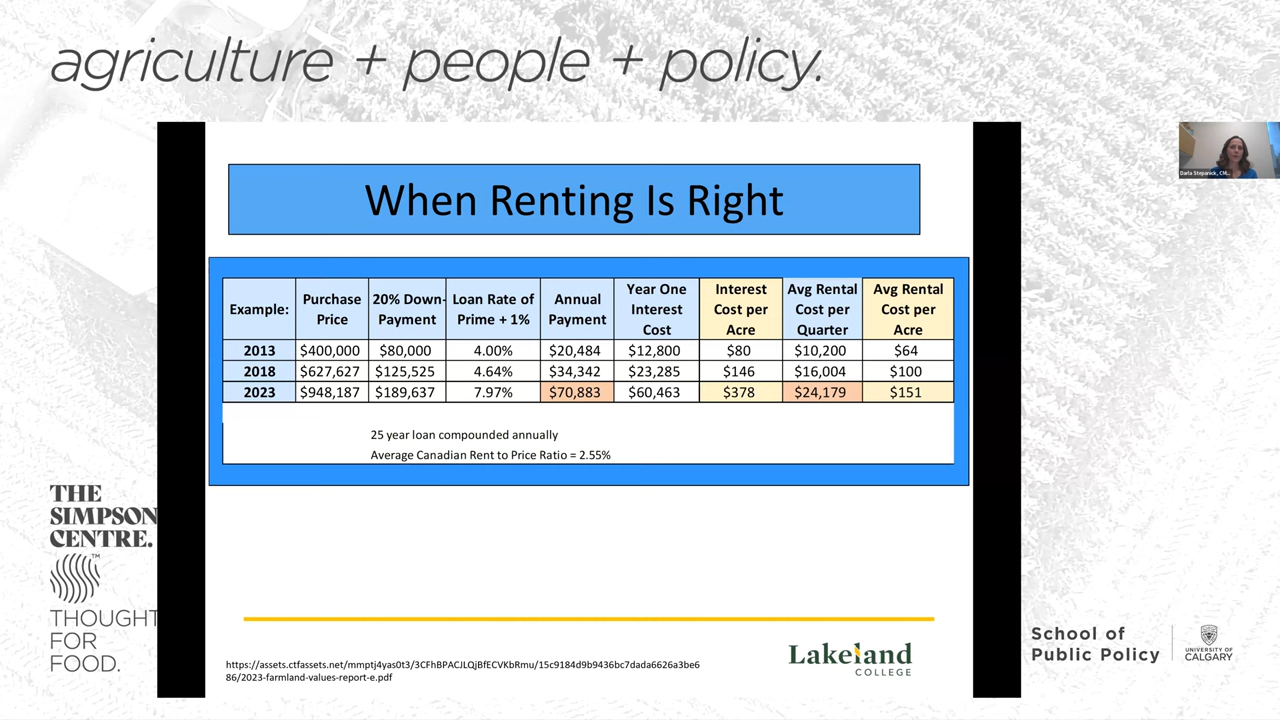 agriculture + people + policy.
When Renting Is Right
Example: Purchase Price 20% Down-Payment Loan Rate of Prime + 1% Annual Payment Year One Interest Cost Interest Cost per Acre Avg Rental Cost per Quarter Avg Rental Cost per Acre
2013 $400,000 $80,000 4.00% $20,484 $12,800 $80 $10,200 $64
2018 $627,627 $125,525 4.64% $34,342 $23,285 $146 $16,004 $100
2023 $948,187 $189,637 7.97% $70,883 $60,463 $378 $24,179 $151
25 year loan compounded annually
Average Canadian Rent to Price Ratio = 2.55%
https://assets.ctfassets.net/mmptj4yas0t3/3CFhBPACJLQjBfECVKbRmu/15c9184d9b9436bc7dada6626a3be6
86/2023-farmland-values-report-e.pdf
Lakeland
COLLEGE
THE
SIMPSON
CENTRE.
TM
THOUGHT
FOR
FOOD.
School of
Public Policy
UNIVERSITY OF
CALGARY
Darla Stepanick, CM...